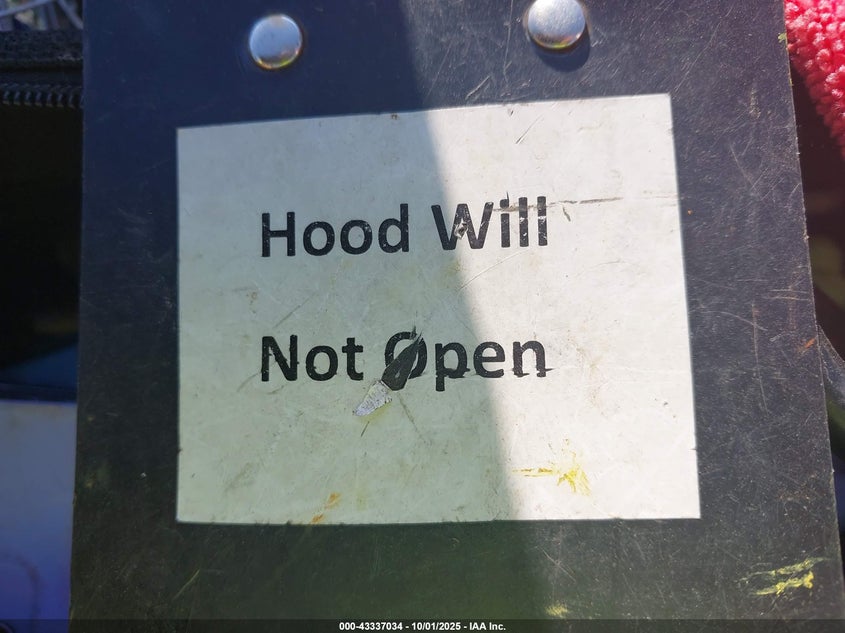 Hood Will
Not Open
000-43337034 - 10/01/2025 - IAA Inc.